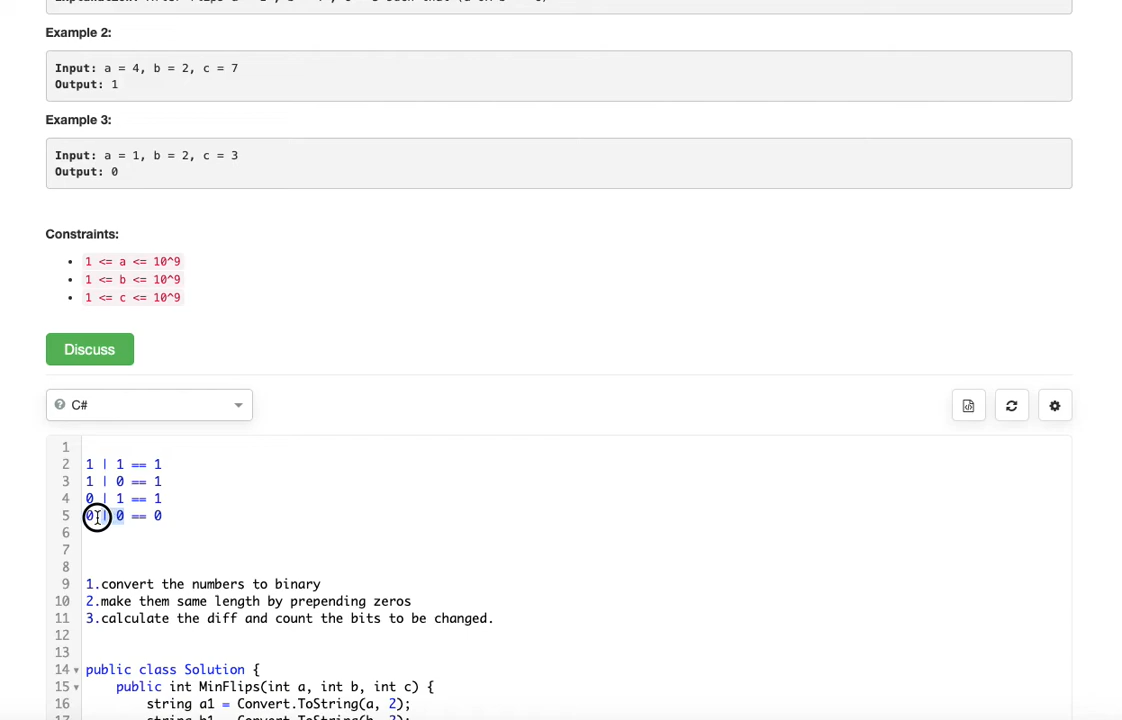 Example 2:
Input: a = 4, b = 2, c = 7
Output: 1
Example 3:
Input: a = 1, b = 2, c = 3
Output: 0
Constraints:
1 <= a <= 10^9
1 <= b <= 10^9
1 <= c <= 10^9
Discuss
C#
1
2 1 | 1 == 1
3 1 | 0 == 1
4 0 | 1 == 1
5 0 | 0 == 0
6
7
8
9 1.convert the numbers to binary
10 2.make them same length by prepending zeros
11 3.calculate the diff and count the bits to be changed.
12
13
14 public class Solution {
15 public int MinFlips(int a, int b, int c) {
16 string a1 = Convert.ToString(a, 2);